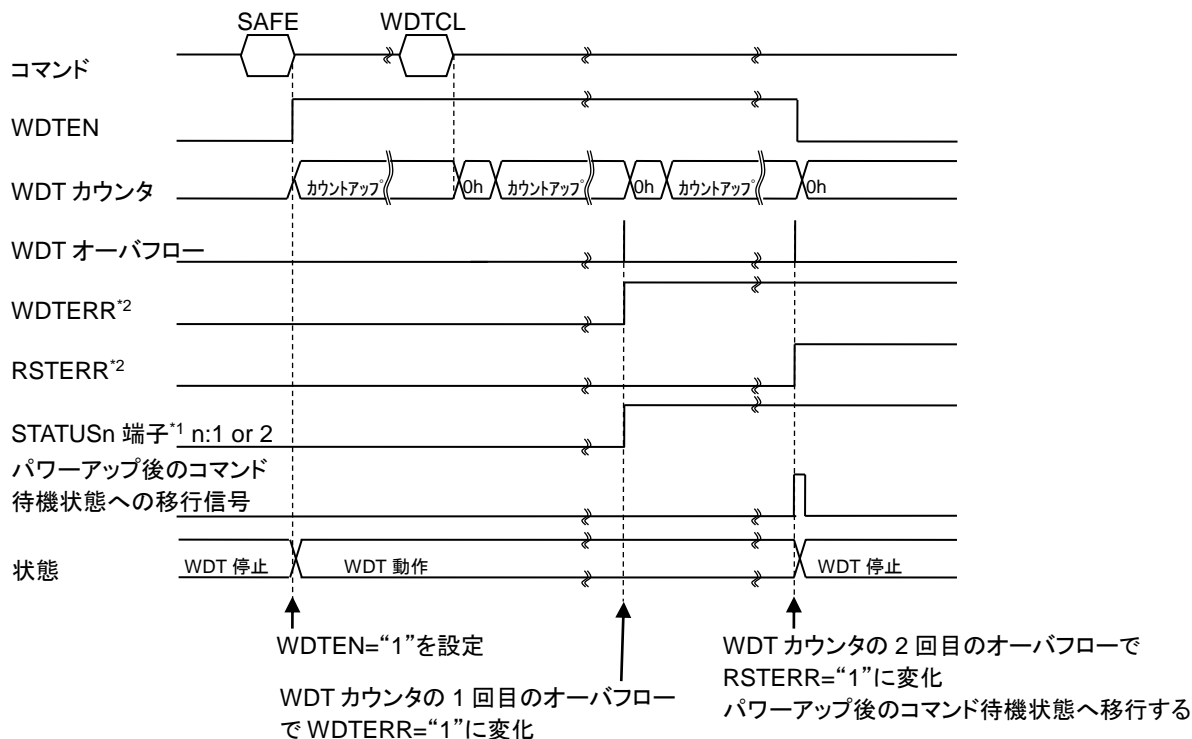 SAFE WDTCL
コマンド
WDTEN
WDT カウンタ カウントアップ 0h カウントアップ 0h カウントアップ 0h
WDT オーバフロー
WDTERR*2
RSTERR*2
STATUSn 端子*1 n:1 or 2
パワーアップ後のコマンド
待機状態への移行信号
状態 WDT 停止 WDT 動作 WDT 停止
WDTEN=“1”を設定
WDT カウンタの 1 回目のオーバフロー
で WDTERR=“1”に変化
WDT カウンタの 2 回目のオーバフローで
RSTERR=“1”に変化
パワーアップ後のコマンド待機状態へ移行する